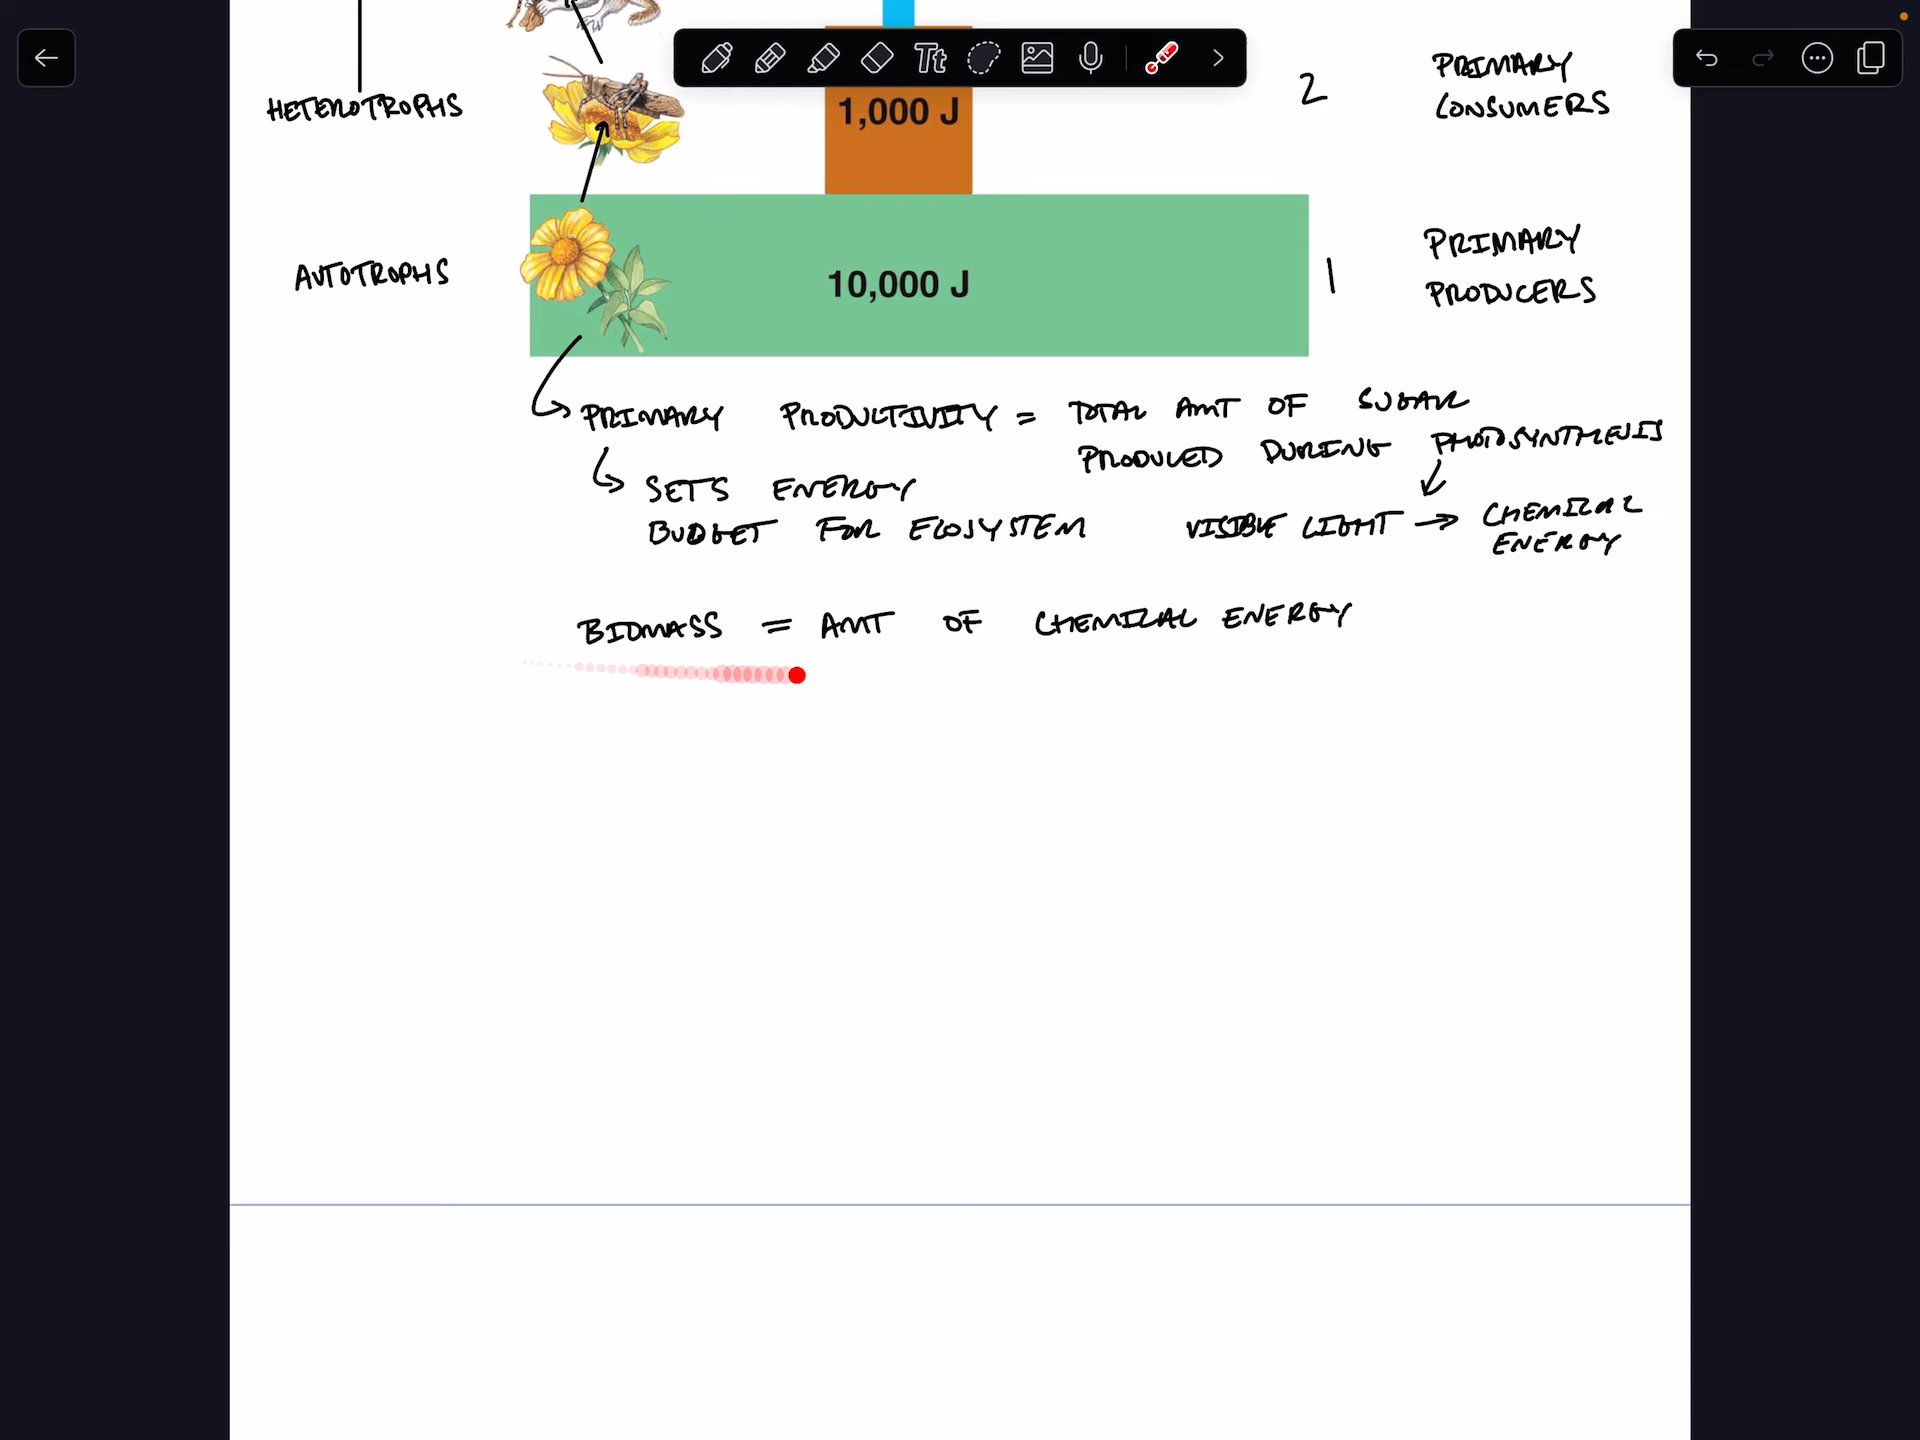 Tt
HETEROTROPHS
1,000 J
2
PRIMARY
CONSUMERS
AUTOTROPHS
10,000 J
1
PRIMARY
PRODUCERS
PRIMARY PRODUCTIVITY = TOTAL AMT OF SUGAR
PRODUCED DURING PHOTOSYNTHESIS
SETS ENERGY
BUDGET FOR ECOSYSTEM
VISIBLE LIGHT → CHEMICAL
ENERGY
BIOMASS = AMT OF CHEMICAL ENERGY